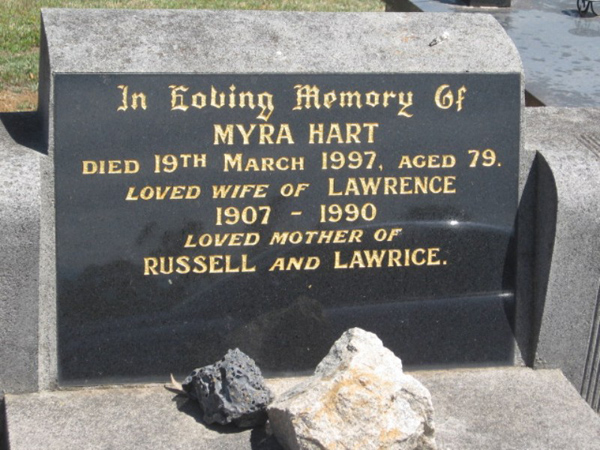 In Loving Memory Of
MYRA HART
DIED 19TH MARCH 1997, AGED 79.
LOVED WIFE OF LAWRENCE
1907 - 1990
LOVED MOTHER OF
RUSSELL AND LAWRICE.